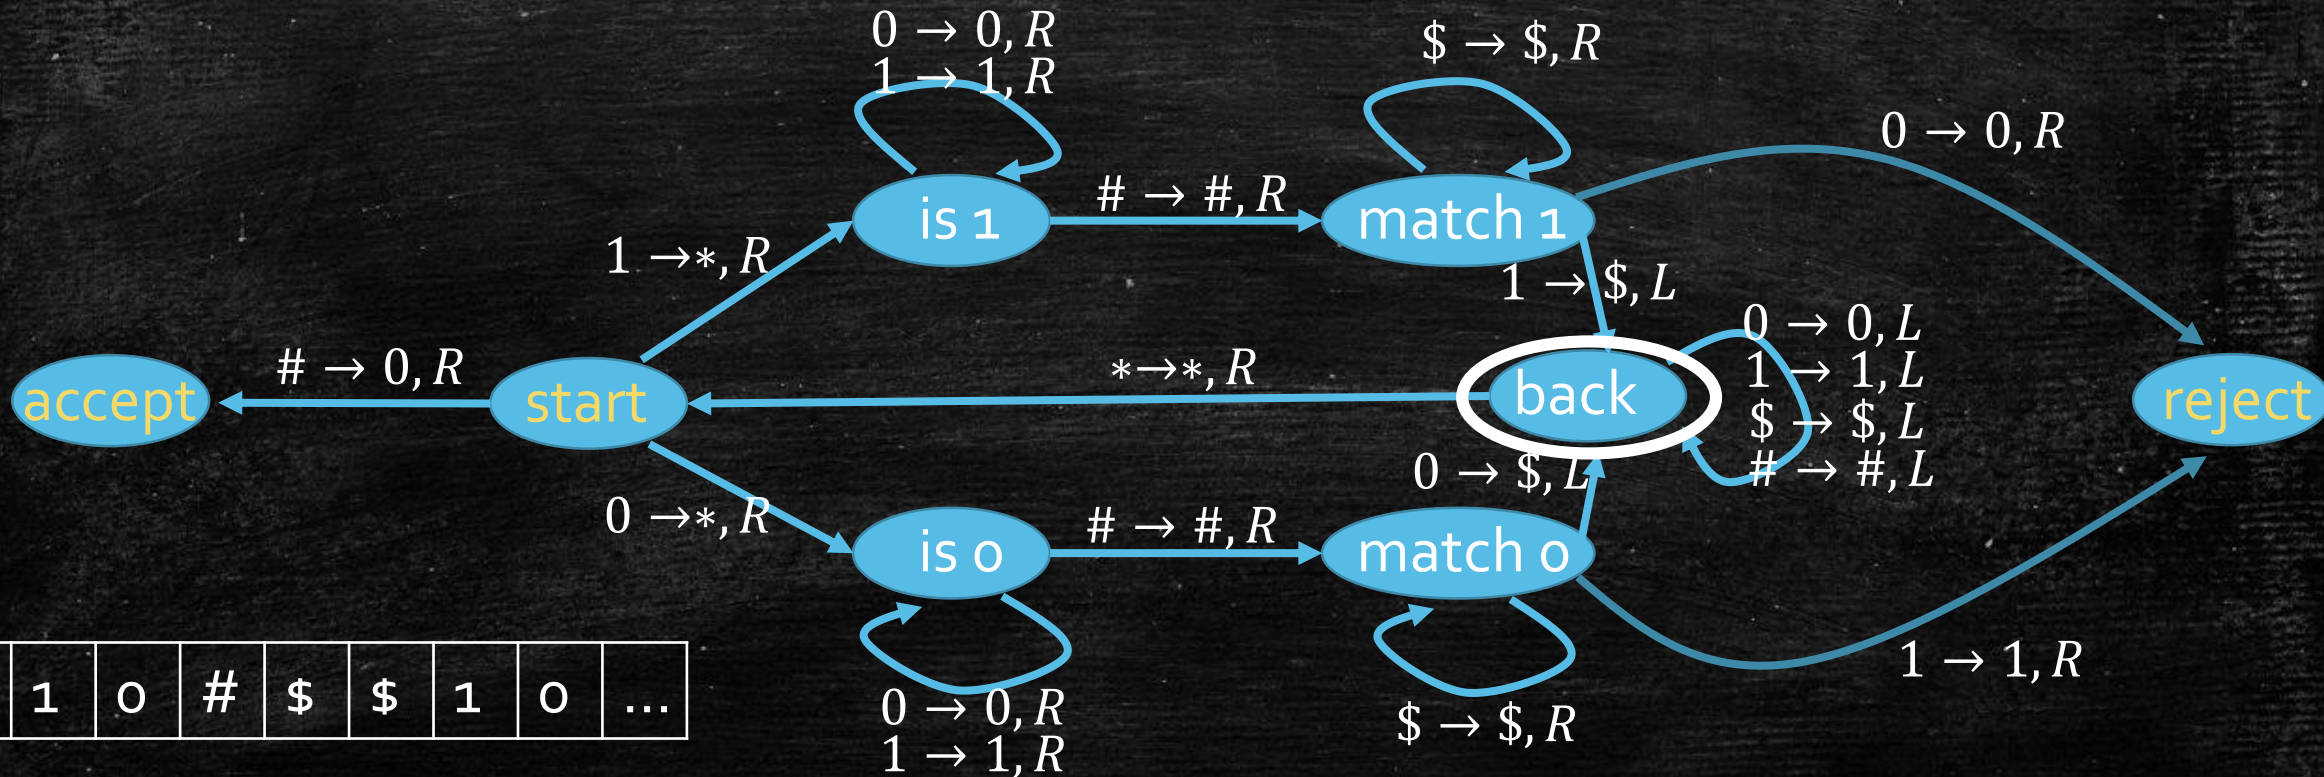 0 → 0, R
1 → 1, R
$ → $, R
0 → 0, R
is 1
# → #, R
match 1
1 →*, R
1 → $, L
accept
# → 0, R
start
*→*, R
back
0 → 0, L
1 → 1, L
$ → $, L
# → #, L
reject
0 → $, L
0 →*, R
is 0
# → #, R
match 0
1 → 1, R
0 → 0, R
1 → 1, R
$ → $, R
1 0 # $ $ 1 0 ...